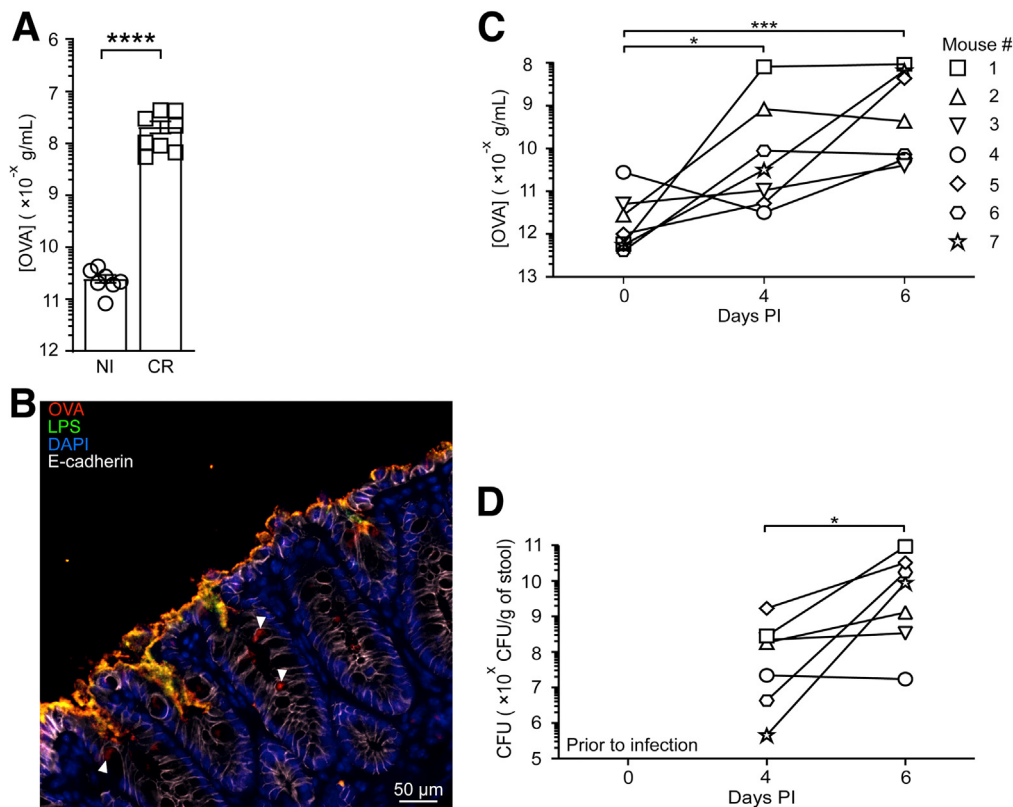 A
****
[OVA] ( ×10⁻ˣ g/mL)
6
7
8
9
10
11
12
NI
CR
B
OVA
LPS
DAPI
E-cadherin
50 µm
C
***
*
[OVA] ( ×10⁻ˣ g/mL)
8
9
10
11
12
13
0
4
6
Days PI
Mouse #
1
2
3
4
5
6
7
D
*
CFU ( ×10ˣ CFU/g of stool)
11
10
9
8
7
6
5
Prior to infection
0
4
6
Days PI